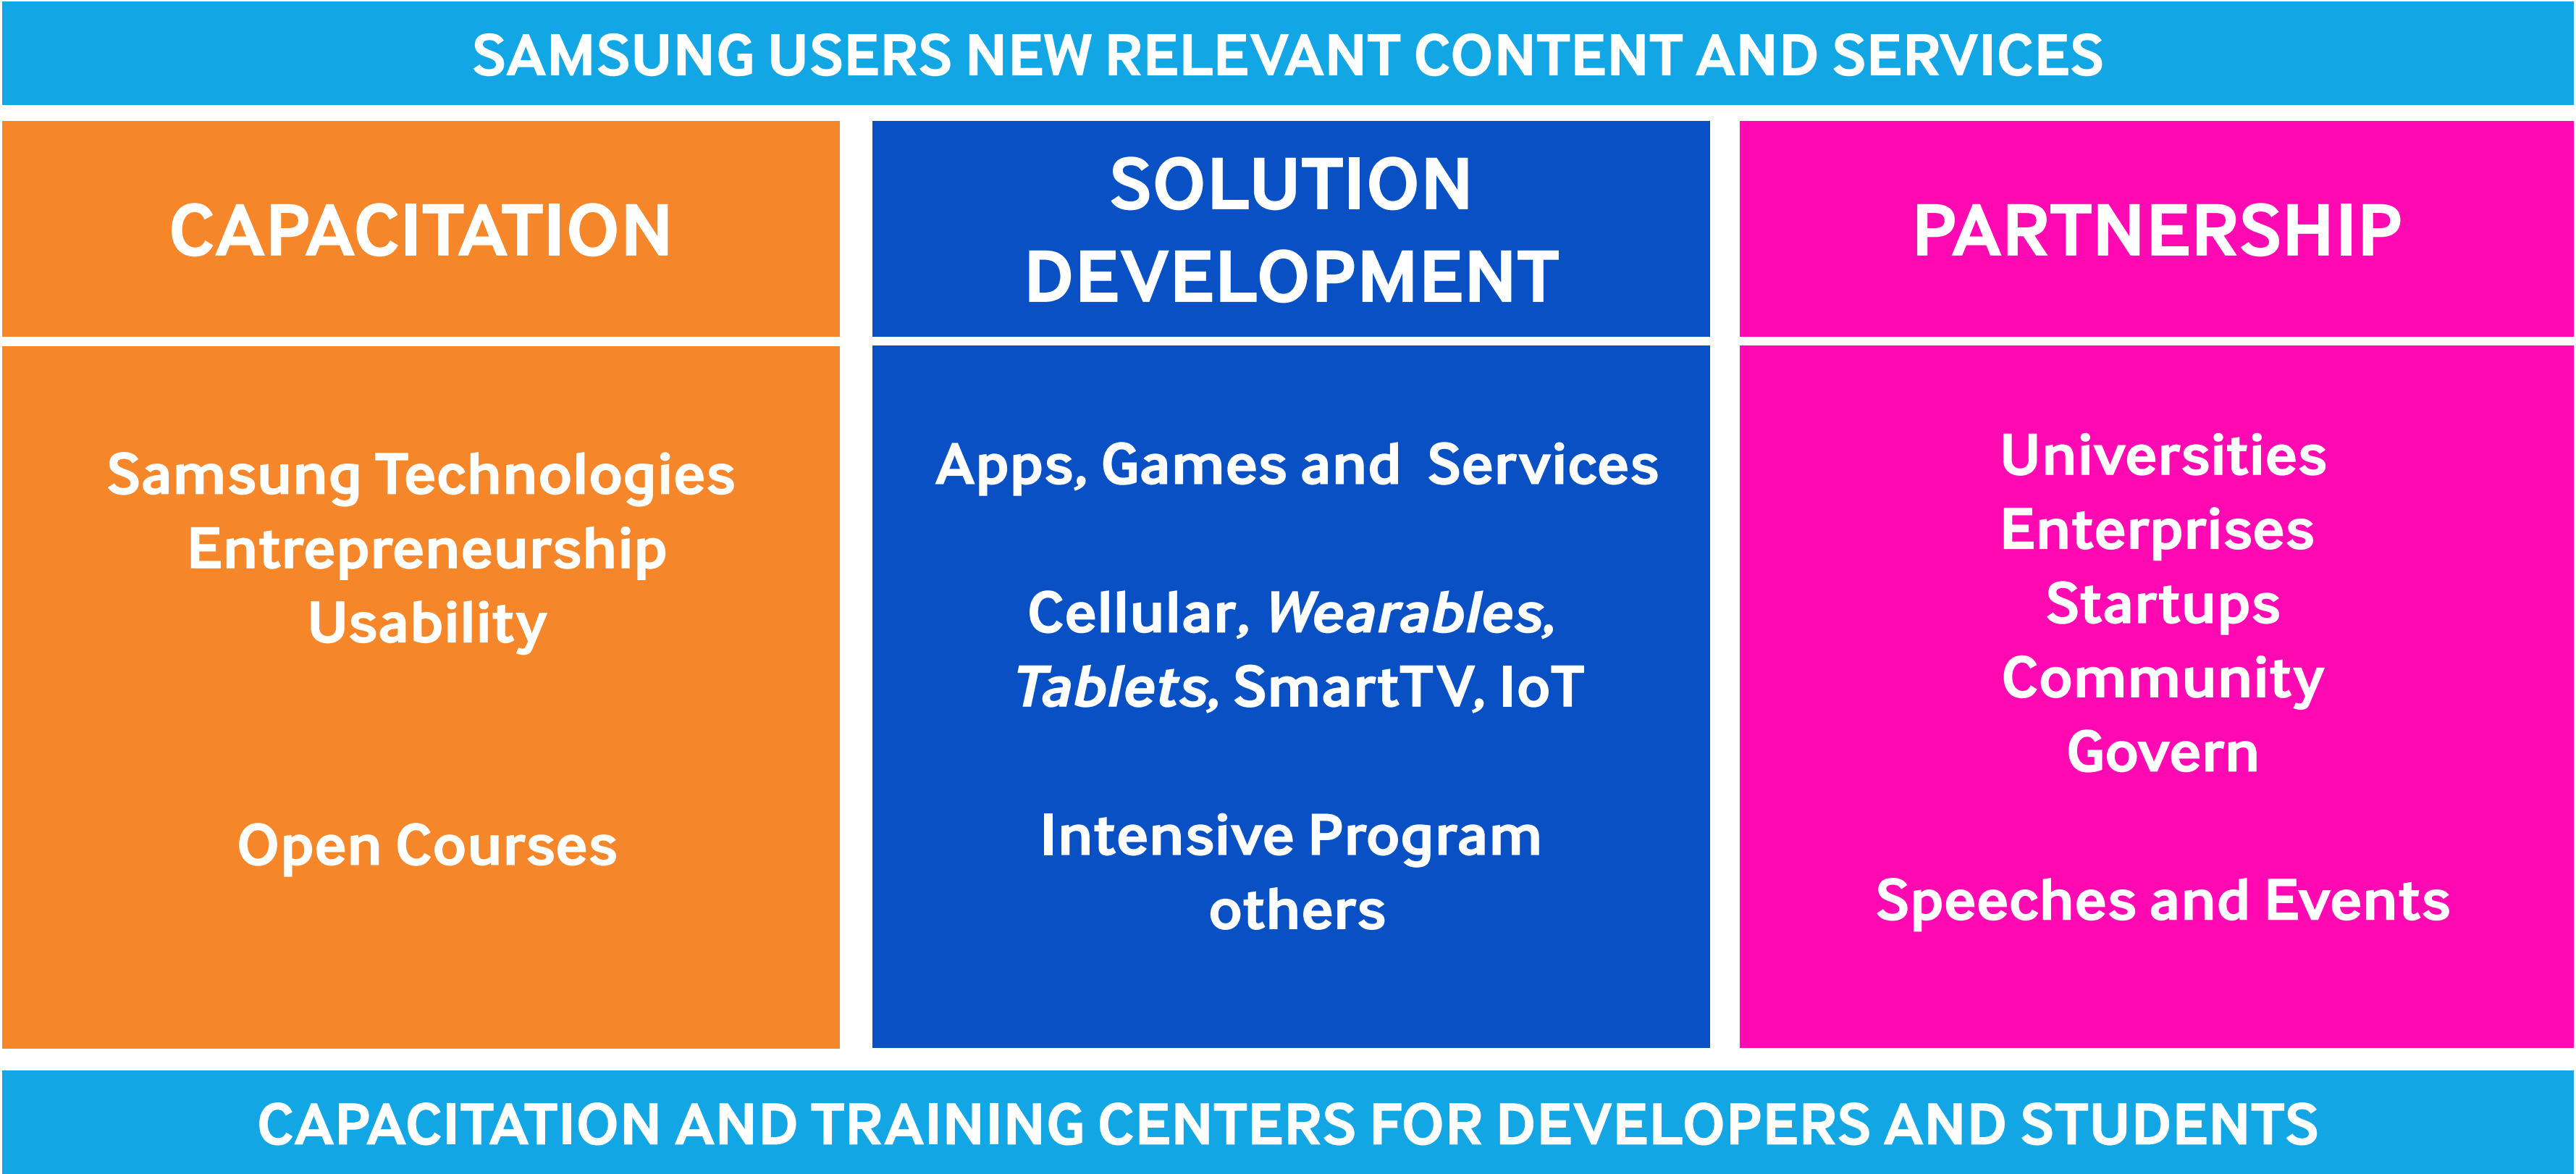 SAMSUNG USERS NEW RELEVANT CONTENT AND SERVICES
CAPACITATION
Samsung Technologies
Entrepreneurship
Usability
Open Courses
SOLUTION
DEVELOPMENT
Apps, Games and Services
Cellular, Wearables,
Tablets, SmartTV, IoT
Intensive Program
others
PARTNERSHIP
Universities
Enterprises
Startups
Community
Govern
Speeches and Events
CAPACITATION AND TRAINING CENTERS FOR DEVELOPERS AND STUDENTS